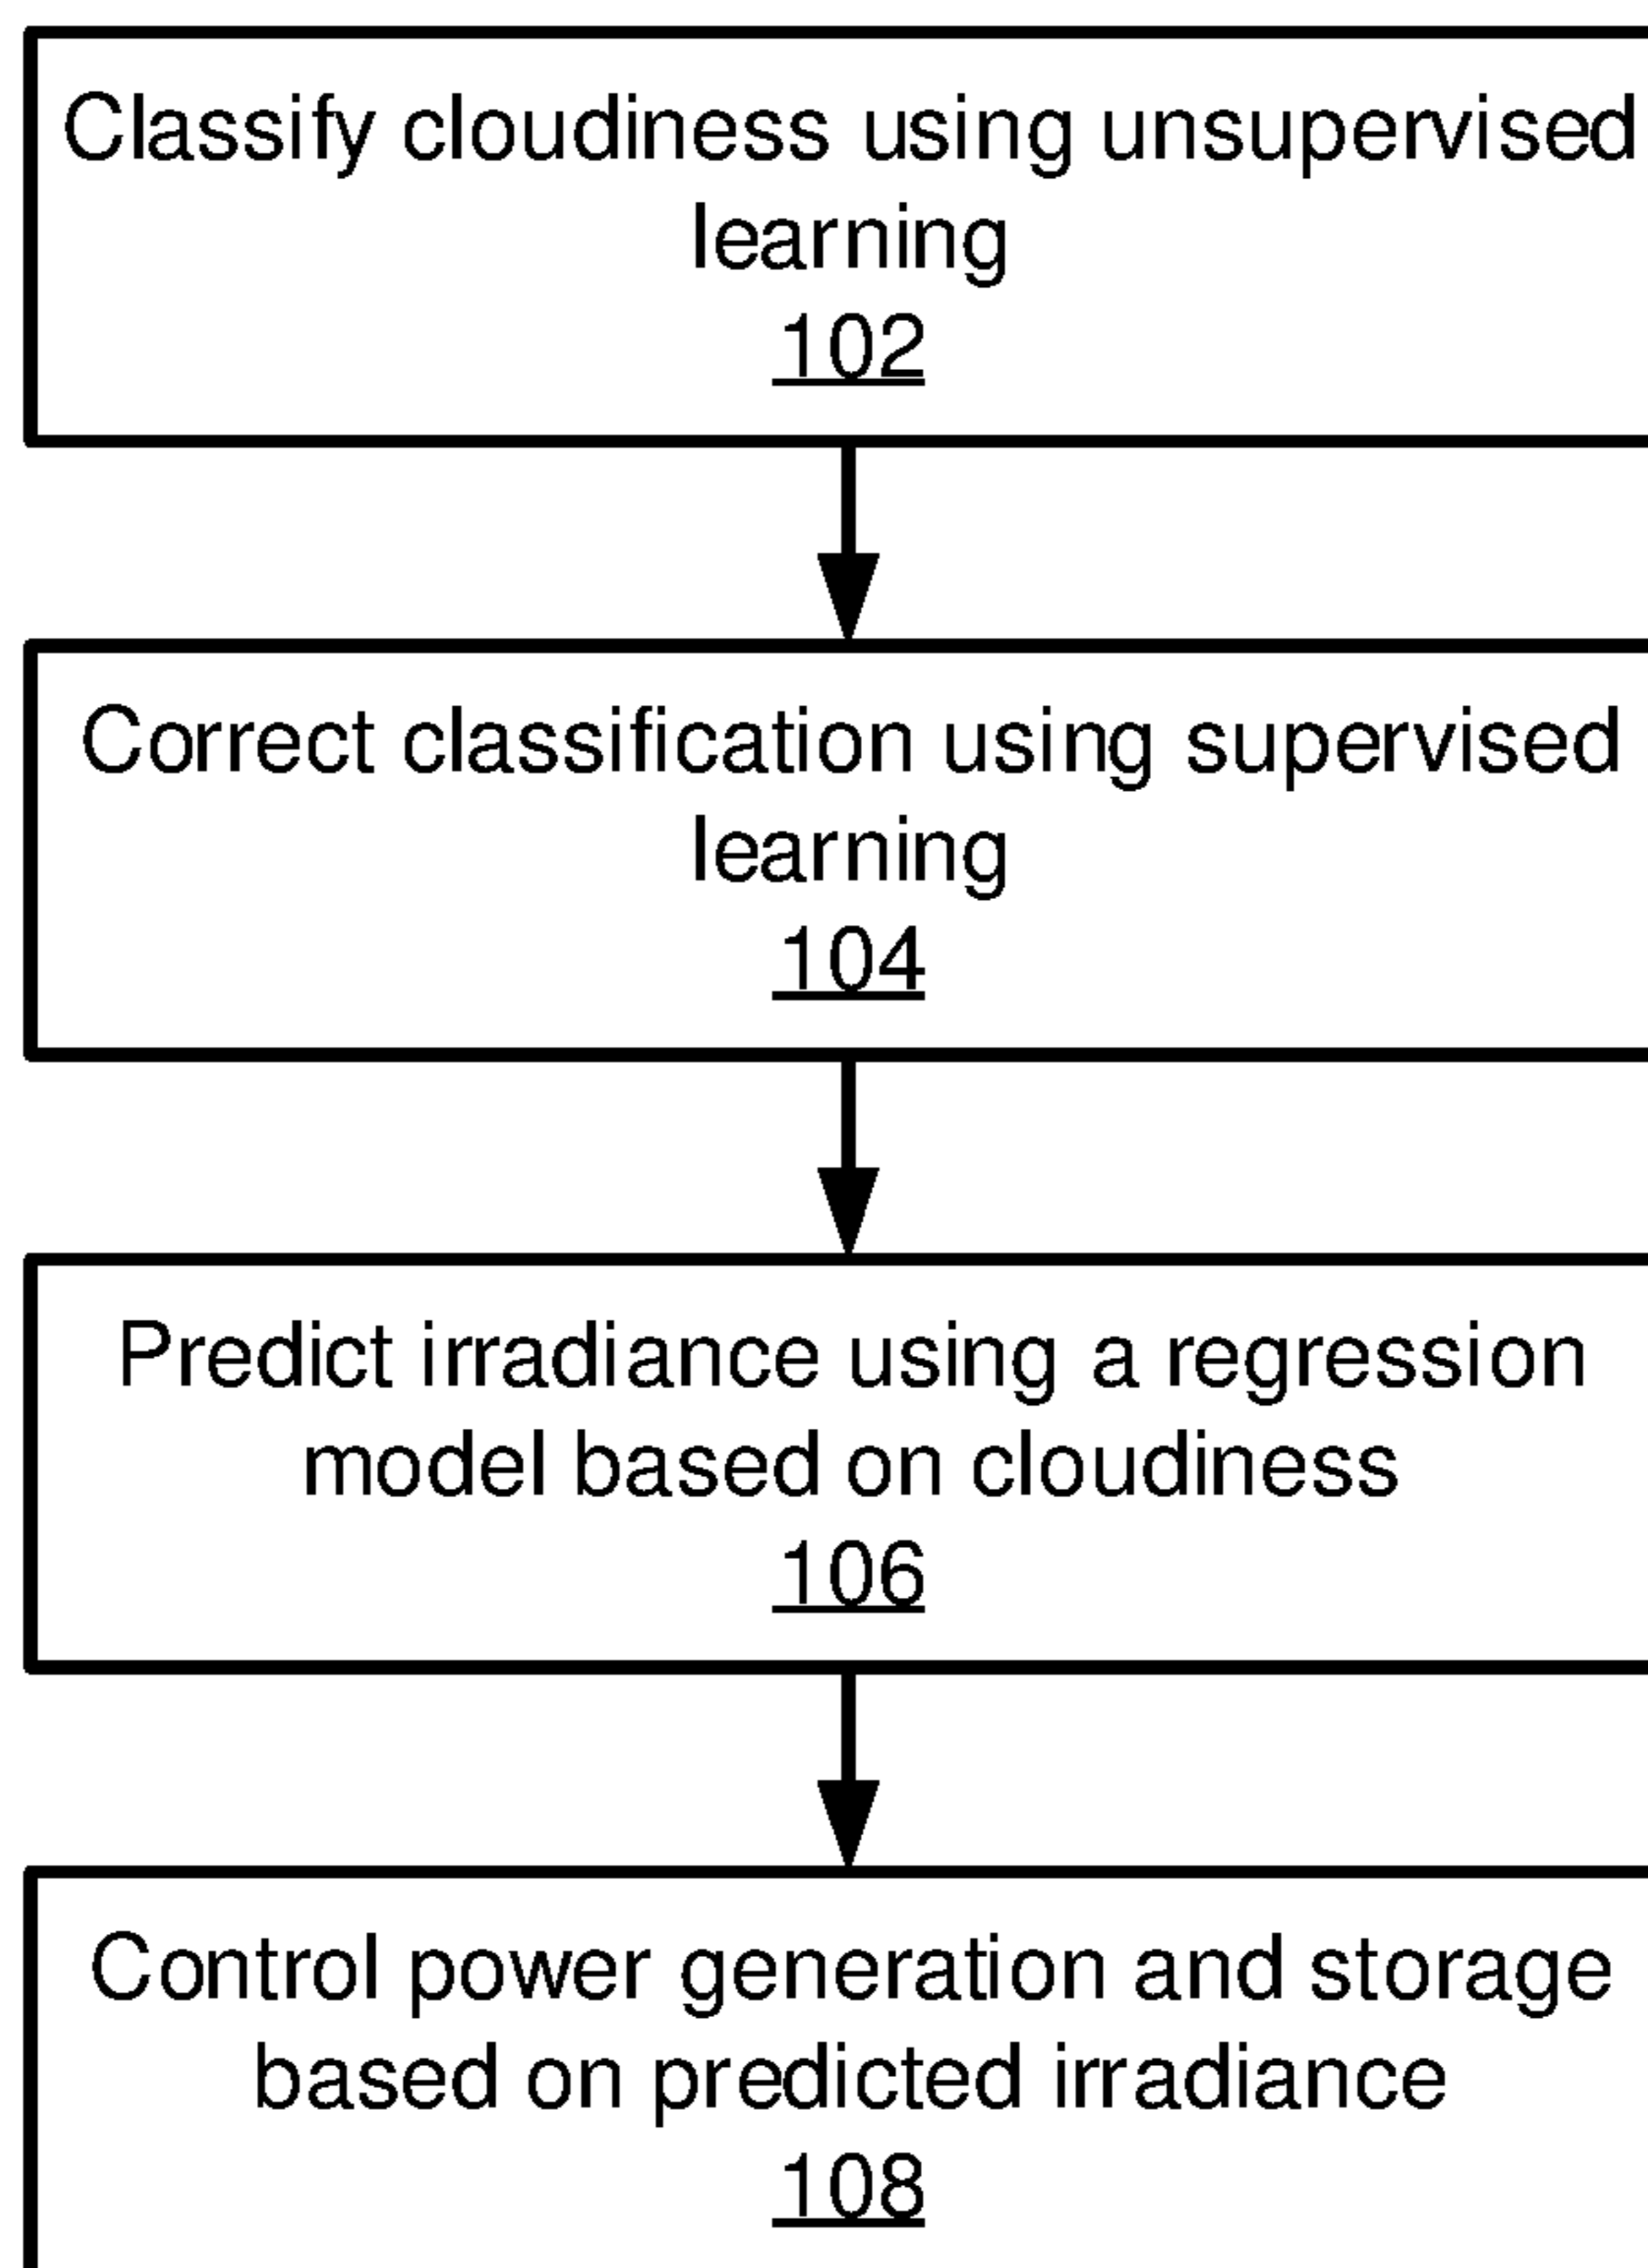 Classify cloudiness using unsupervised
learning
102
Correct classification using supervised
learning
104
Predict irradiance using a regression
model based on cloudiness
106
Control power generation and storage
based on predicted irradiance
108